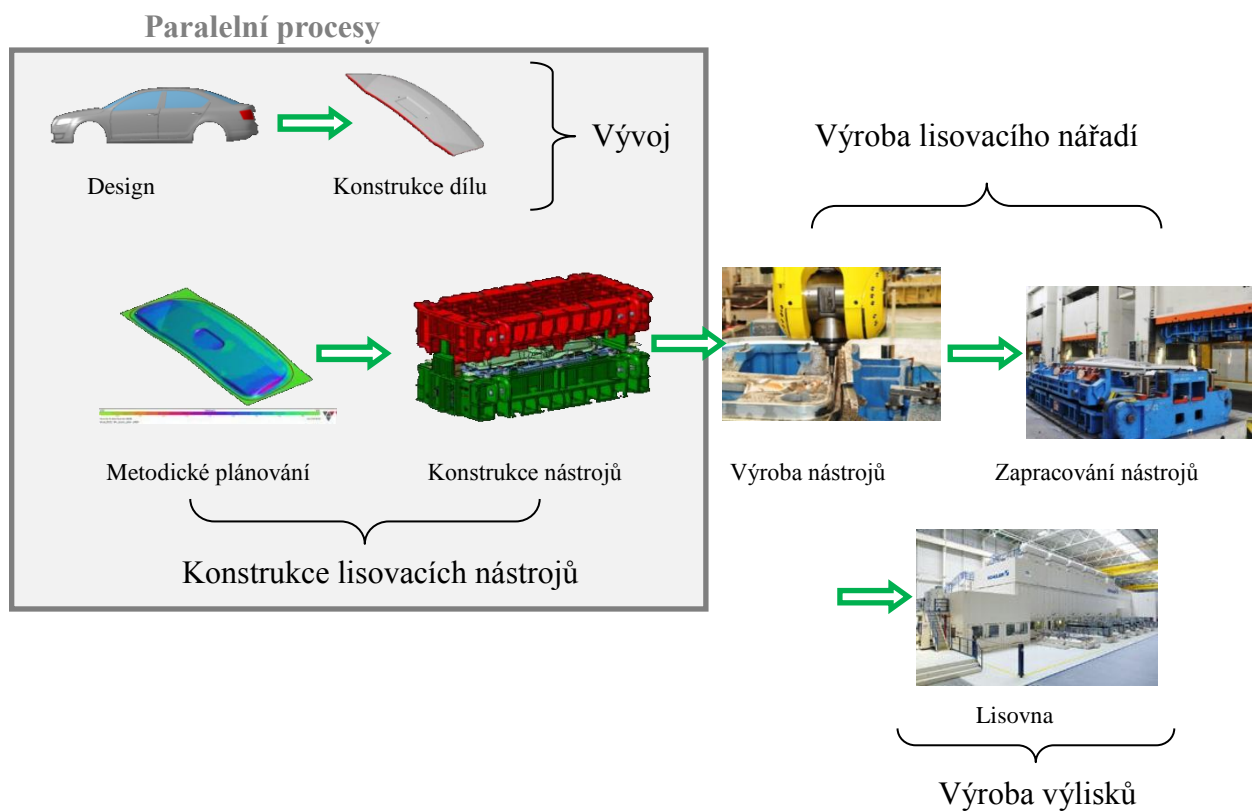 Paralelní procesy
Design
Konstrukce dílu
Vývoj
Výroba lisovacího nářadí
Metodické plánování
Konstrukce nástrojů
Výroba nástrojů
Zapracování nástrojů
Konstrukce lisovacích nástrojů
Lisovna
Výroba výlisků